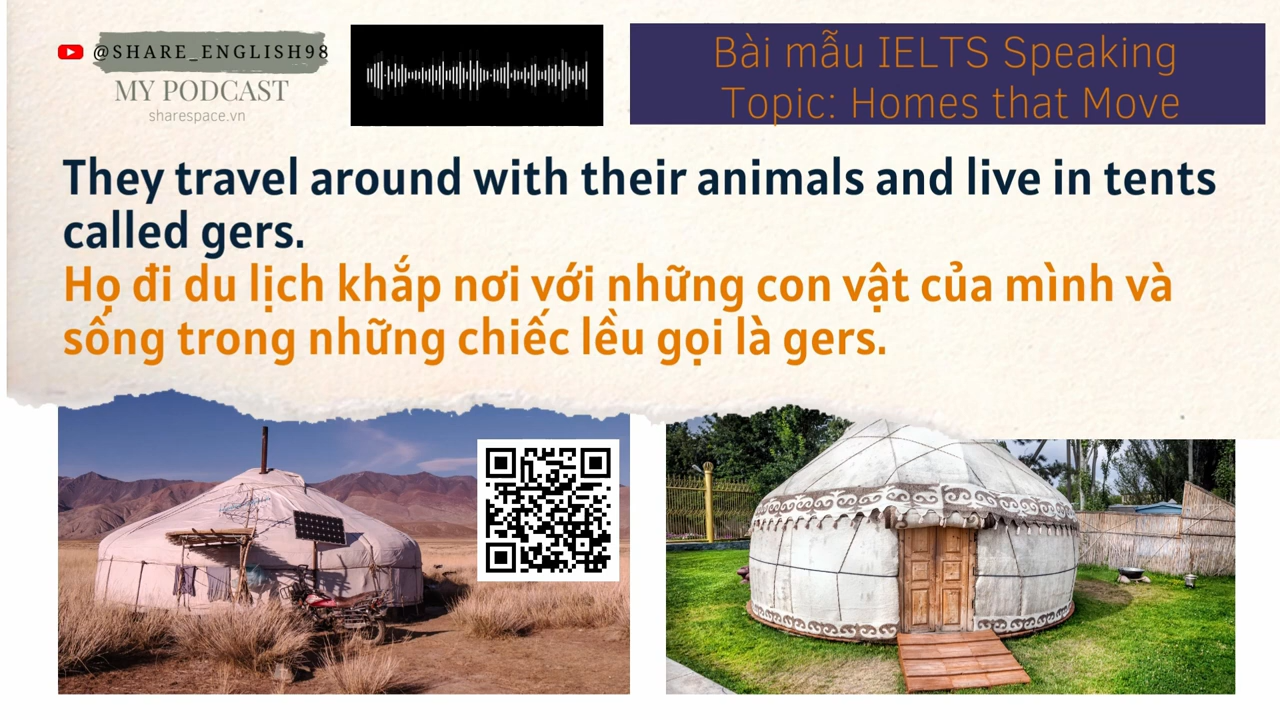 @SHARE_ENGLISH98
MY PODCAST
sharespace.vn
Bài mẫu IELTS Speaking
Topic: Homes that Move
They travel around with their animals and live in tents
called gers.
Họ đi du lịch khắp nơi với những con vật của mình và
sống trong những chiếc lều gọi là gers.